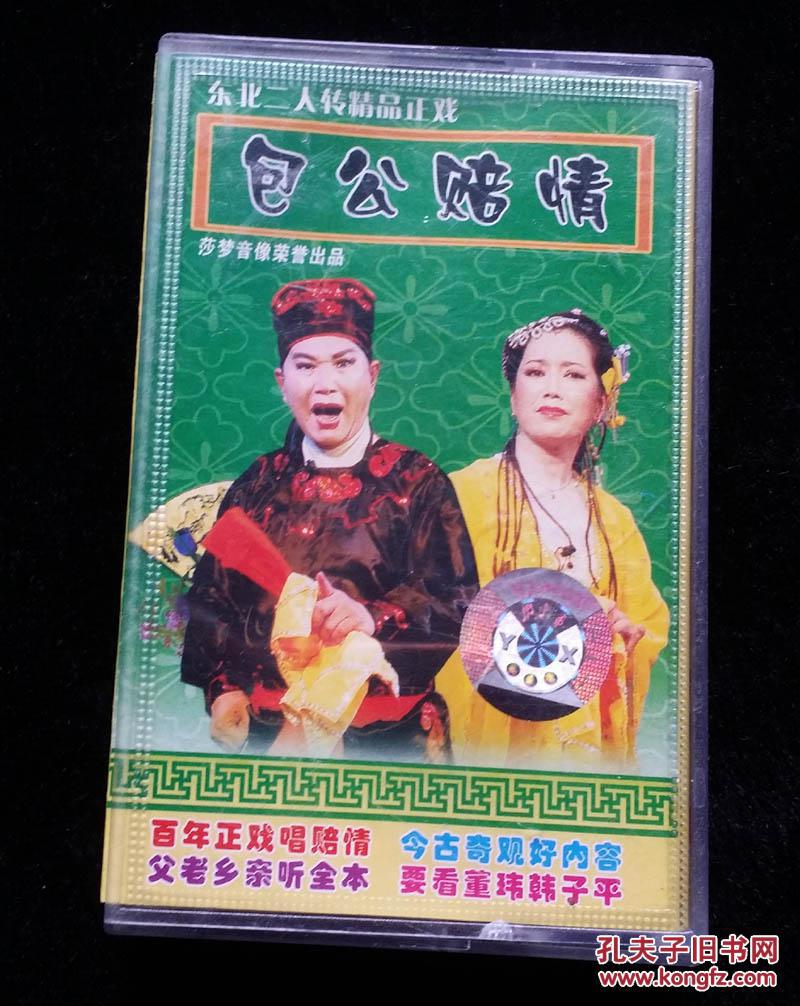 东北二人转精品正戏
包公赔情
莎梦音像荣誉出品
Y X
百年正戏唱赔情 今古奇观好内容
父老乡亲听全本 要看董玮韩子平
孔夫子旧书网
www.kongfz.com